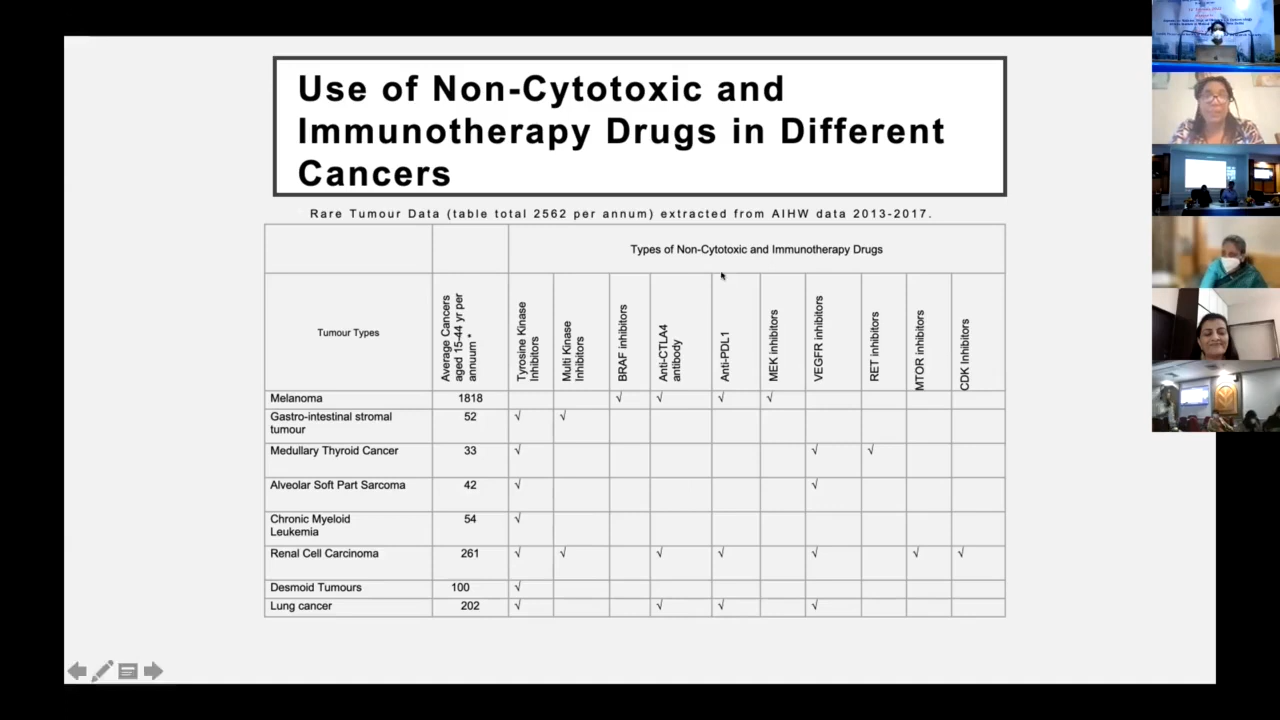 Use of Non-Cytotoxic and
Immunotherapy Drugs in Different
Cancers
Rare Tumour Data (table total 2562 per annum) extracted from AIHW data 2013-2017.
Types of Non-Cytotoxic and Immunotherapy Drugs
Tumour Types
Average Cancers
aged 15-44 yr per
annuum *
Tyrosine Kinase
Inhibitors
Multi Kinase
Inhibitors
BRAF inhibitors
Anti-CTLA4
antibody
Anti-PDL1
MEK inhibitors
VEGFR inhibitors
RET inhibitors
MTOR inhibitors
CDK Inhibitors
Melanoma 1818 √ √ √ √
Gastro-intestinal stromal
tumour 52 √ √
Medullary Thyroid Cancer 33 √ √ √
Alveolar Soft Part Sarcoma 42 √ √
Chronic Myeloid
Leukemia 54 √
Renal Cell Carcinoma 261 √ √ √ √ √ √ √
Desmoid Tumours 100 √
Lung cancer 202 √ √ √ √